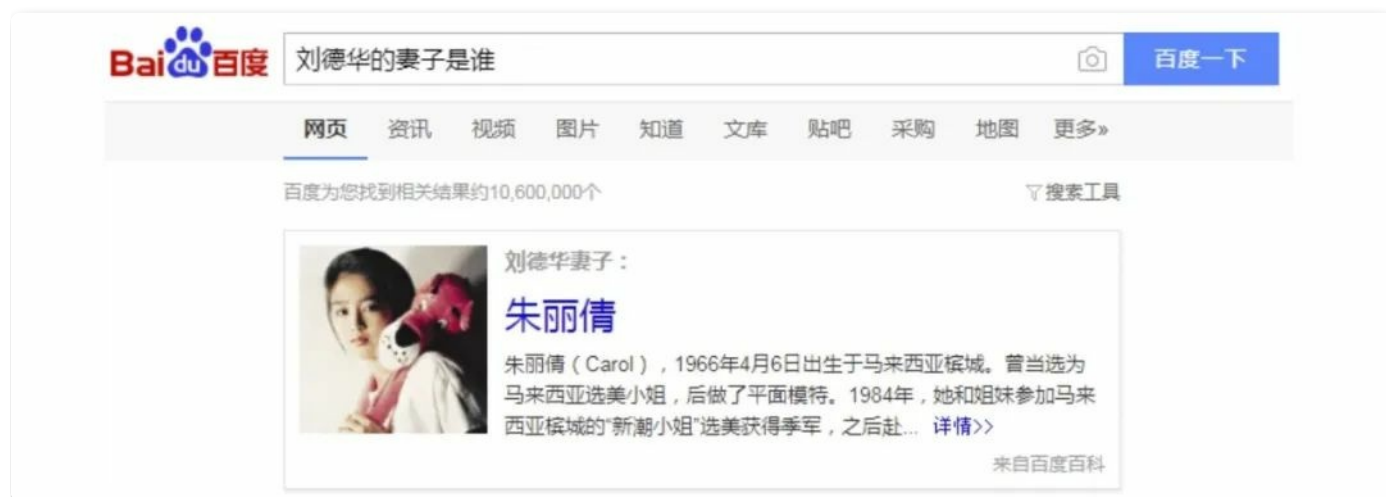 Bai du 百度 刘德华的妻子是谁 百度一下
网页 资讯 视频 图片 知道 文库 贴吧 采购 地图 更多»
百度为您找到相关结果约10,600,000个 搜索工具
刘德华妻子：
朱丽倩
朱丽倩（Carol），1966年4月6日出生于马来西亚槟城。曾当选为
马来西亚选美小姐，后做了平面模特。1984年，她和姐妹参加马来
西亚槟城的“新潮小姐”选美获得季军，之后赴... 详情>>
来自百度百科